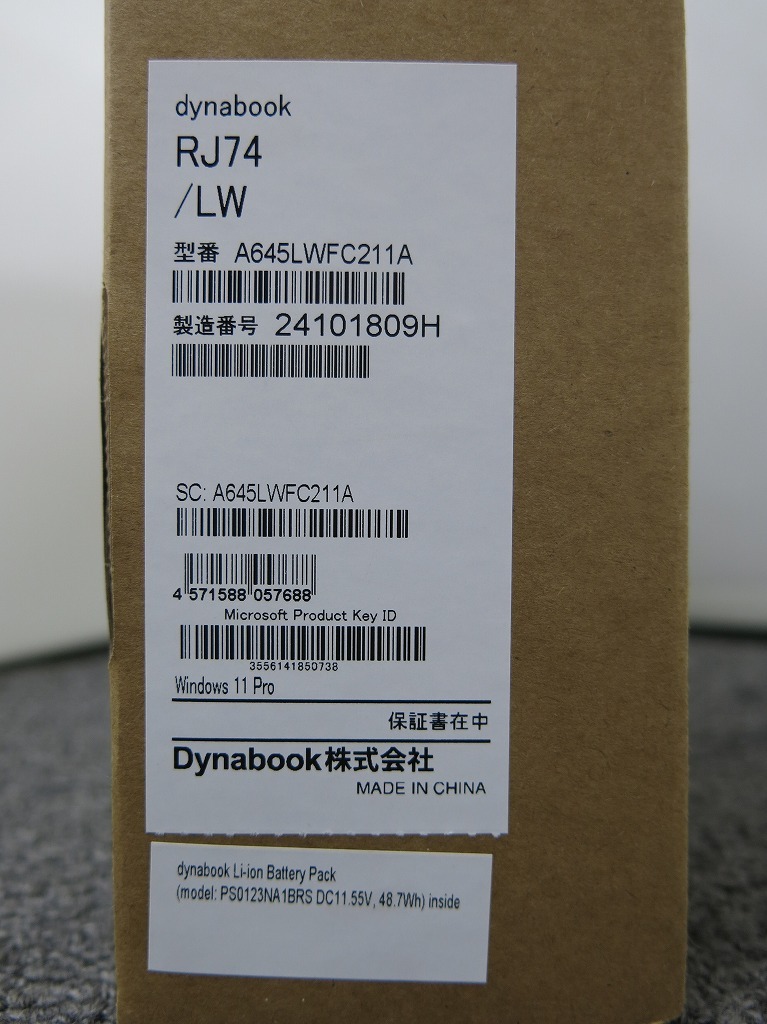 dynabook
RJ74
/LW
型番 A645LWFC211A
製造番号 24101809H
SC: A645LWFC211A
4 571588 057688
Microsoft Product Key ID
3556141850738
Windows 11 Pro
保証書在中
Dynabook株式会社
MADE IN CHINA
dynabook Li-ion Battery Pack
(model: PS0123NA1BRS DC11.55V, 48.7Wh) inside